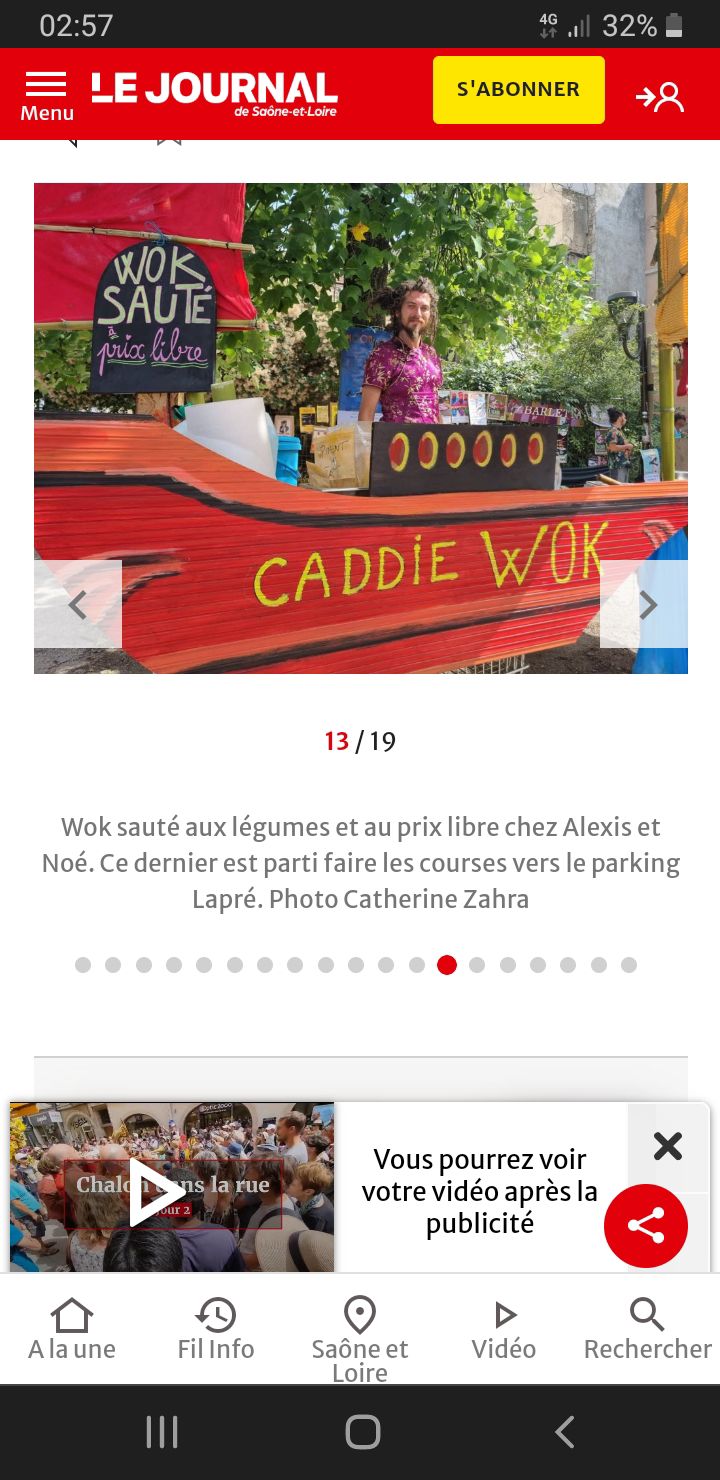 02:57
4G
32%
Menu
LE JOURNAL
de Saône-et-Loire
S'ABONNER
WOK
SAUTÉ
à
prix libre
PIMENT
BARLET
CADDIE WOK
13 / 19
Wok sauté aux légumes et au prix libre chez Alexis et
Noé. Ce dernier est parti faire les courses vers le parking
Lapré. Photo Catherine Zahra
Chalon dans la rue
jour 2
Vous pourrez voir
votre vidéo après la
publicité
A la une
Fil Info
Saône et
Loire
Vidéo
Rechercher